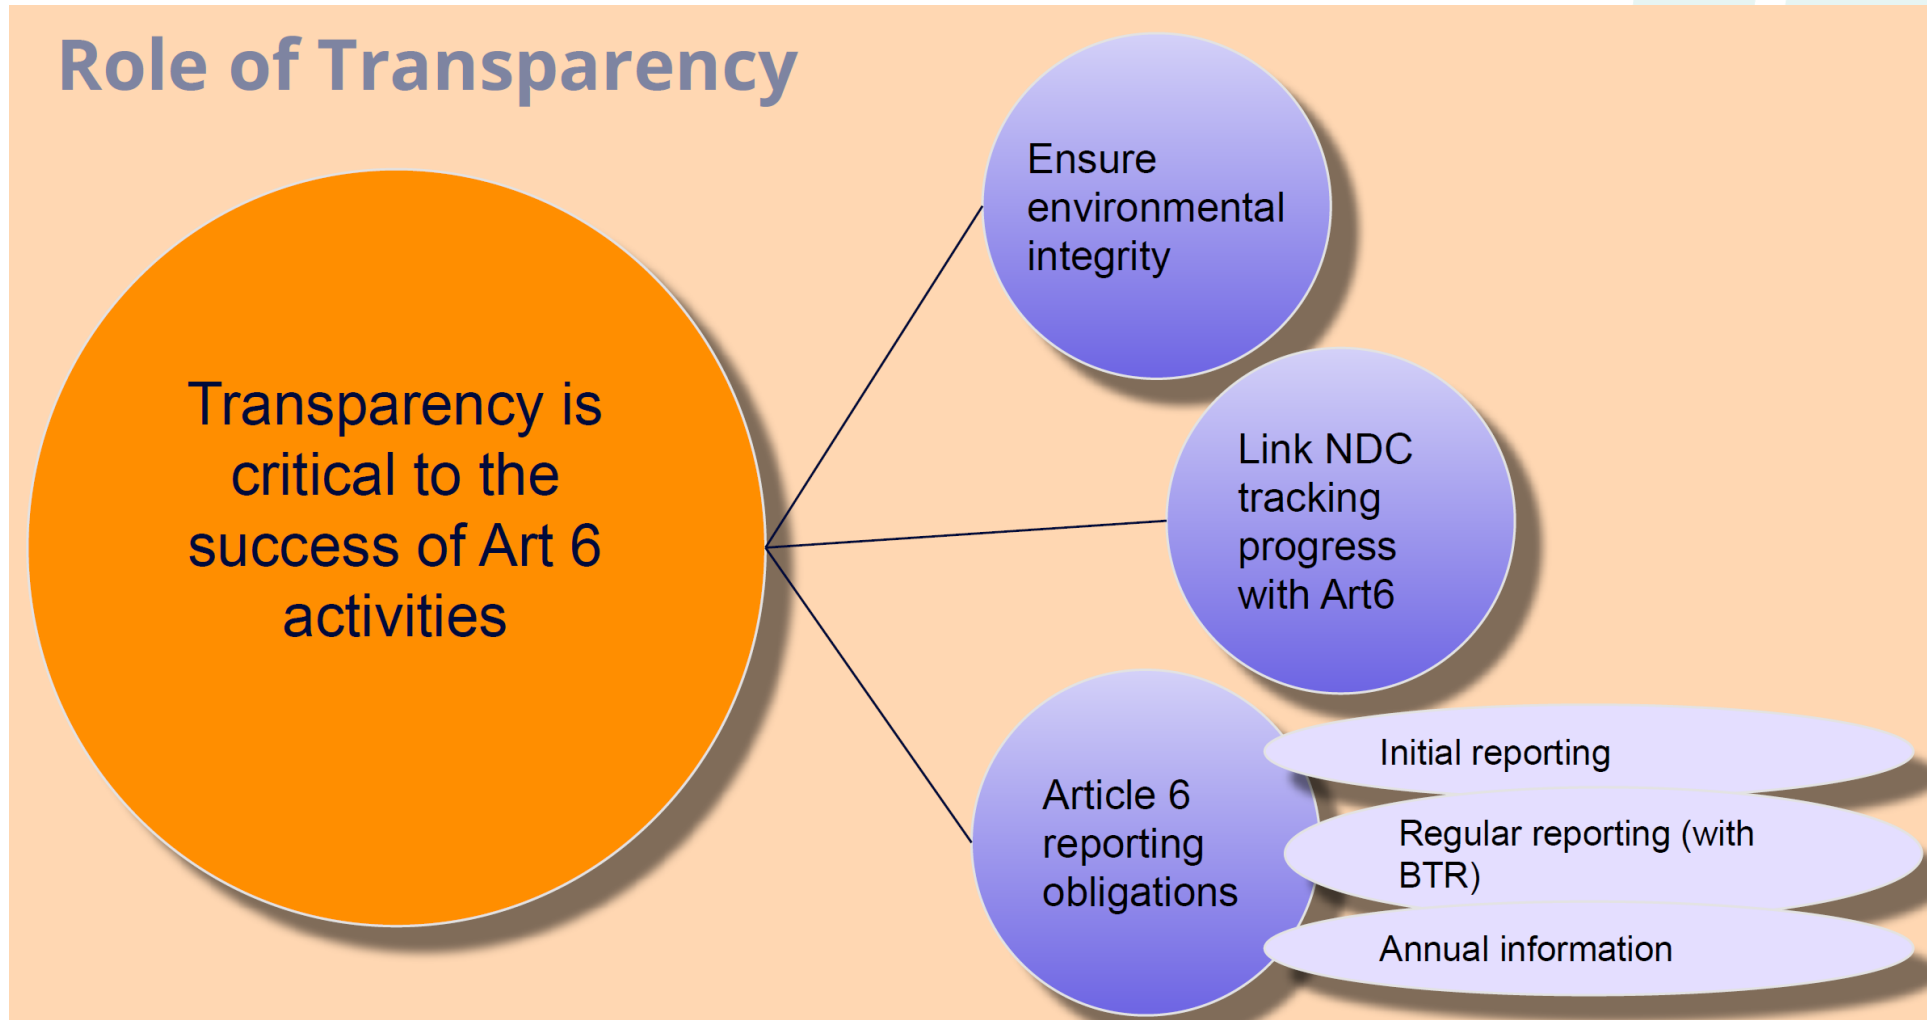 Role of Transparency
Transparency is
critical to the
success of Art 6
activities
Ensure
environmental
integrity
Link NDC
tracking
progress
with Art6
Article 6
reporting
obligations
Initial reporting
Regular reporting (with
BTR)
Annual information